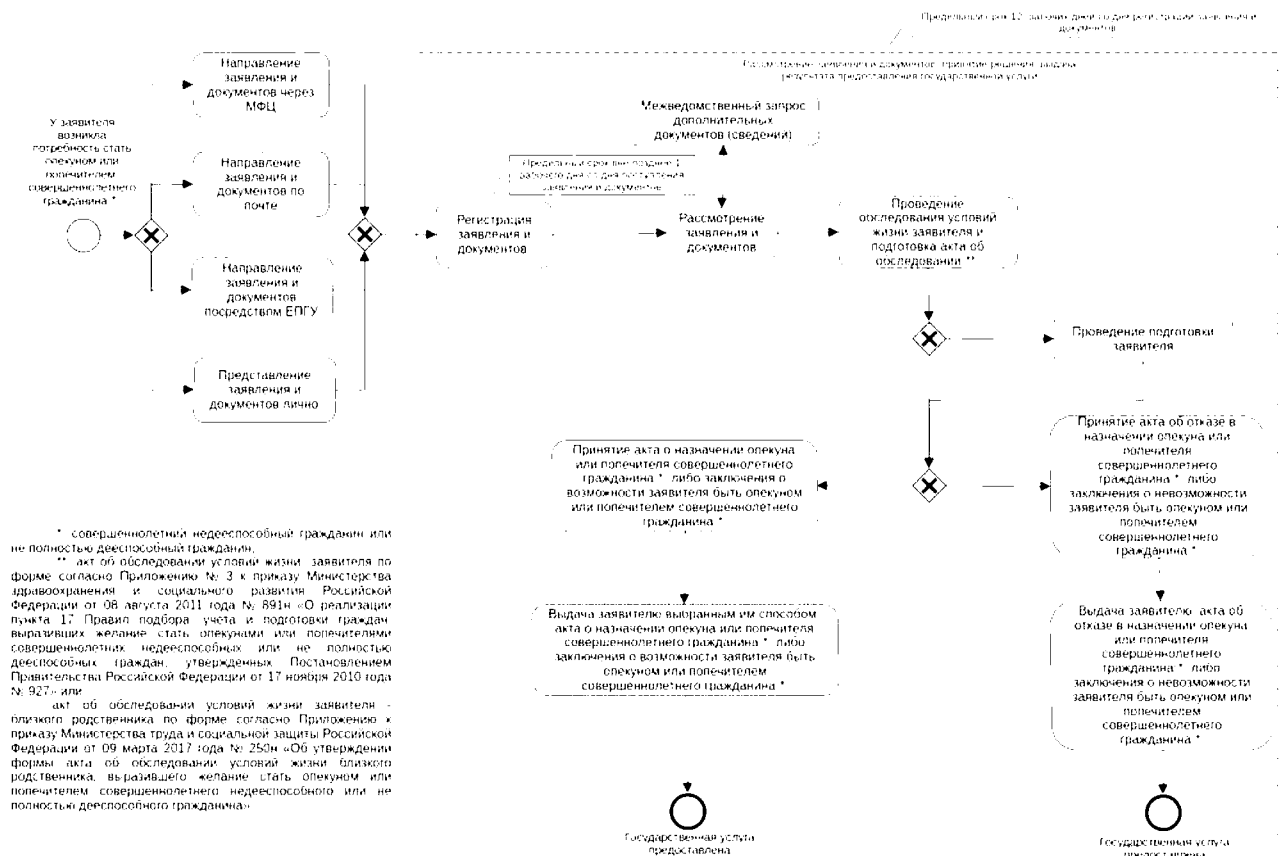 Предельный срок 12 рабочих дней со дня регистрации заявления и
документов
Рассмотрение заявления и документов, принятие решения, выдача
результата предоставления государственной услуги
Направление
заявления и
документов через
МФЦ
У заявителя
возникла
потребность стать
опекуном или
попечителем
совершеннолетнего
гражданина *
Направление
заявления и
документов по
почте
Направление
заявления и
документов
посредством ЕПГУ
Представление
заявления и
документов лично
Межведомственный запрос
дополнительных
документов (сведений)
Предельный срок не позднее 1
рабочего дня со дня поступления
заявления и документов
Регистрация
заявления и
документов
Рассмотрение
заявления и
документов
Проведение
обследования условий
жизни заявителя и
подготовка акта об
обследовании **
Проведение подготовки
заявителя
Принятие акта о назначении опекуна
или попечителя совершеннолетнего
гражданина * либо заключения о
возможности заявителя быть опекуном
или попечителем совершеннолетнего
гражданина *
Принятие акта об отказе в
назначении опекуна или
попечителя
совершеннолетнего
гражданина * либо
заключения о невозможности
заявителя быть опекуном или
попечителем
совершеннолетнего
гражданина *
Выдача заявителю выбранным им способом
акта о назначении опекуна или попечителя
совершеннолетнего гражданина * либо
заключения о возможности заявителя быть
опекуном или попечителем
совершеннолетнего гражданина *
Выдача заявителю акта об
отказе в назначении опекуна
или попечителя
совершеннолетнего
гражданина * либо
заключения о невозможности
заявителя быть опекуном или
попечителем
совершеннолетнего
гражданина *
Государственная услуга
предоставлена
Государственная услуга
предоставлена
* совершеннолетний недееспособный гражданин или
не полностью дееспособный гражданин;
** акт об обследовании условий жизни заявителя по
форме согласно Приложению № 3 к приказу Министерства
здравоохранения и социального развития Российской
Федерации от 08 августа 2011 года № 891н «О реализации
пункта 17 Правил подбора, учета и подготовки граждан,
выразивших желание стать опекунами или попечителями
совершеннолетних недееспособных или не полностью
дееспособных граждан, утвержденных Постановлением
Правительства Российской Федерации от 17 ноября 2010 года
№ 927» или
акт об обследовании условий жизни заявителя -
близкого родственника по форме согласно Приложению к
приказу Министерства труда и социальной защиты Российской
Федерации от 09 марта 2017 года № 250н «Об утверждении
формы акта об обследовании условий жизни близкого
родственника, выразившего желание стать опекуном или
попечителем совершеннолетнего недееспособного или не
полностью дееспособного гражданина»